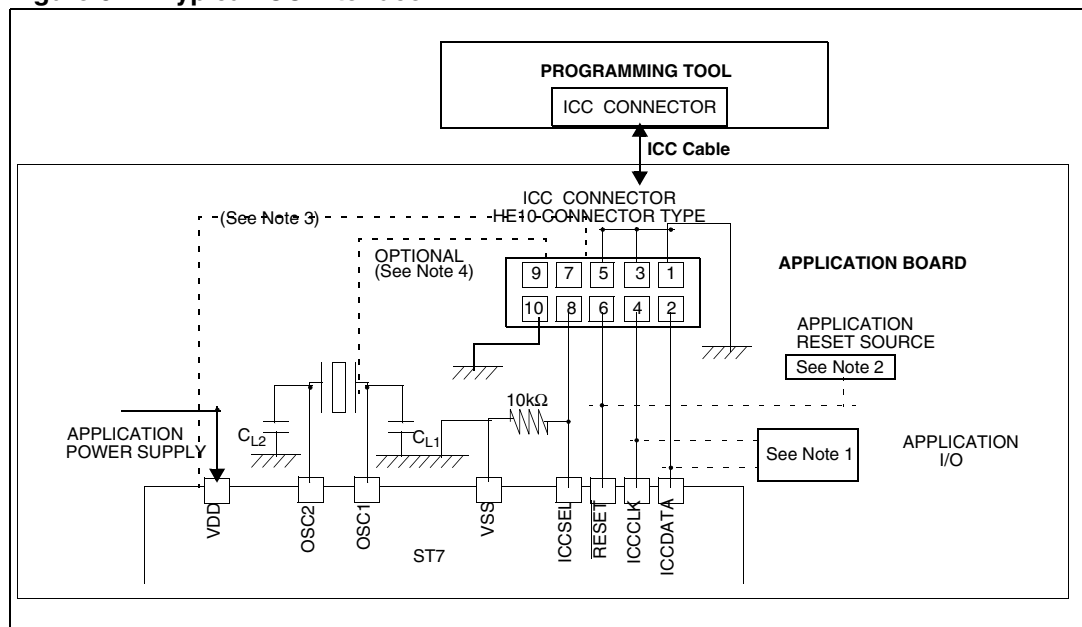 PROGRAMMING TOOL
ICC CONNECTOR
ICC Cable
ICC CONNECTOR
HE10 CONNECTOR TYPE
(See Note 3)
OPTIONAL
(See Note 4)
9 7 5 3 1
10 8 6 4 2
APPLICATION BOARD
APPLICATION
RESET SOURCE
See Note 2
10kΩ
APPLICATION
POWER SUPPLY
CL2
CL1
See Note 1
APPLICATION
I/O
VDD
OSC2
OSC1
VSS
ICCSEL
RESET
ICCCLK
ICCDATA
ST7